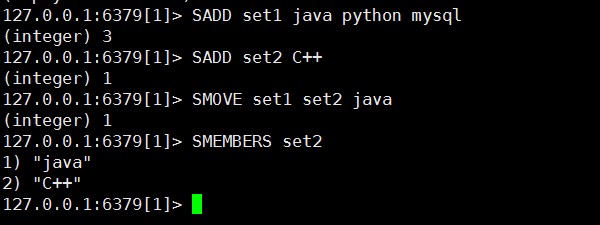 127.0.0.1:6379[1]> SADD set1 java python mysql
(integer) 3
127.0.0.1:6379[1]> SADD set2 C++
(integer) 1
127.0.0.1:6379[1]> SMOVE set1 set2 java
(integer) 1
127.0.0.1:6379[1]> SMEMBERS set2
1) "java"
2) "C++"
127.0.0.1:6379[1]>